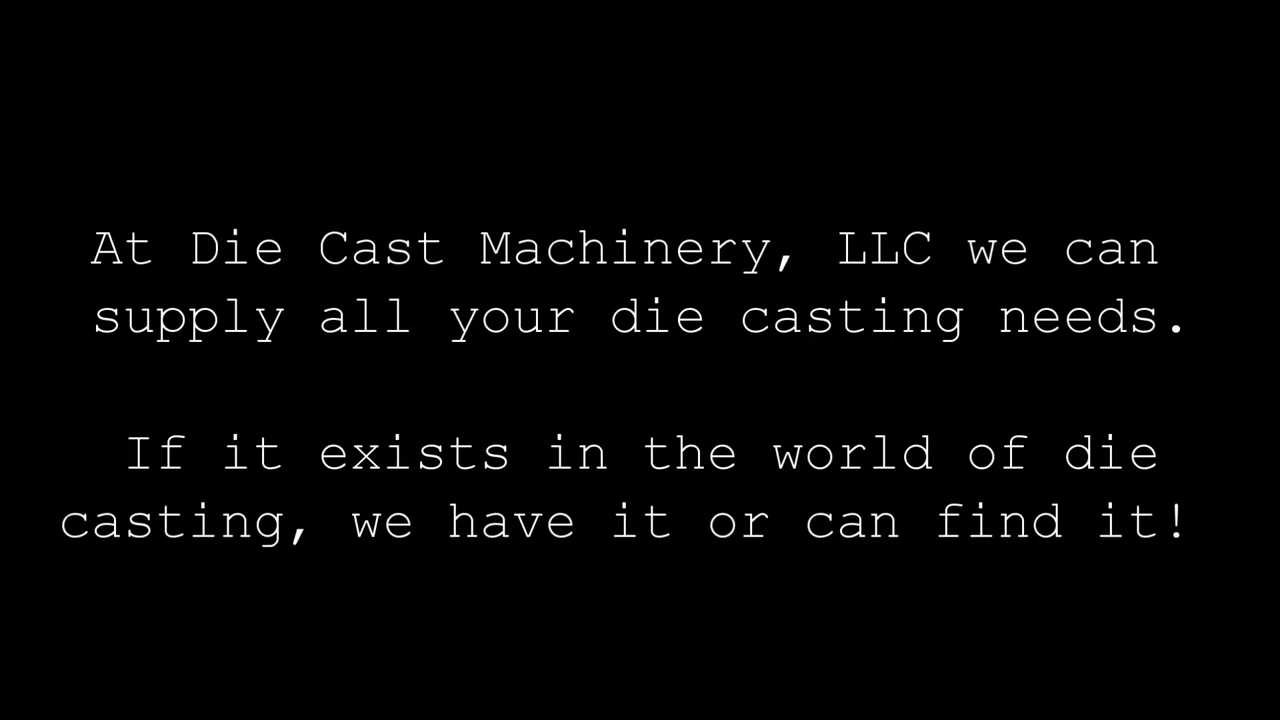 At Die Cast Machinery, LLC we can
supply all your die casting needs.
If it exists in the world of die
casting, we have it or can find it!